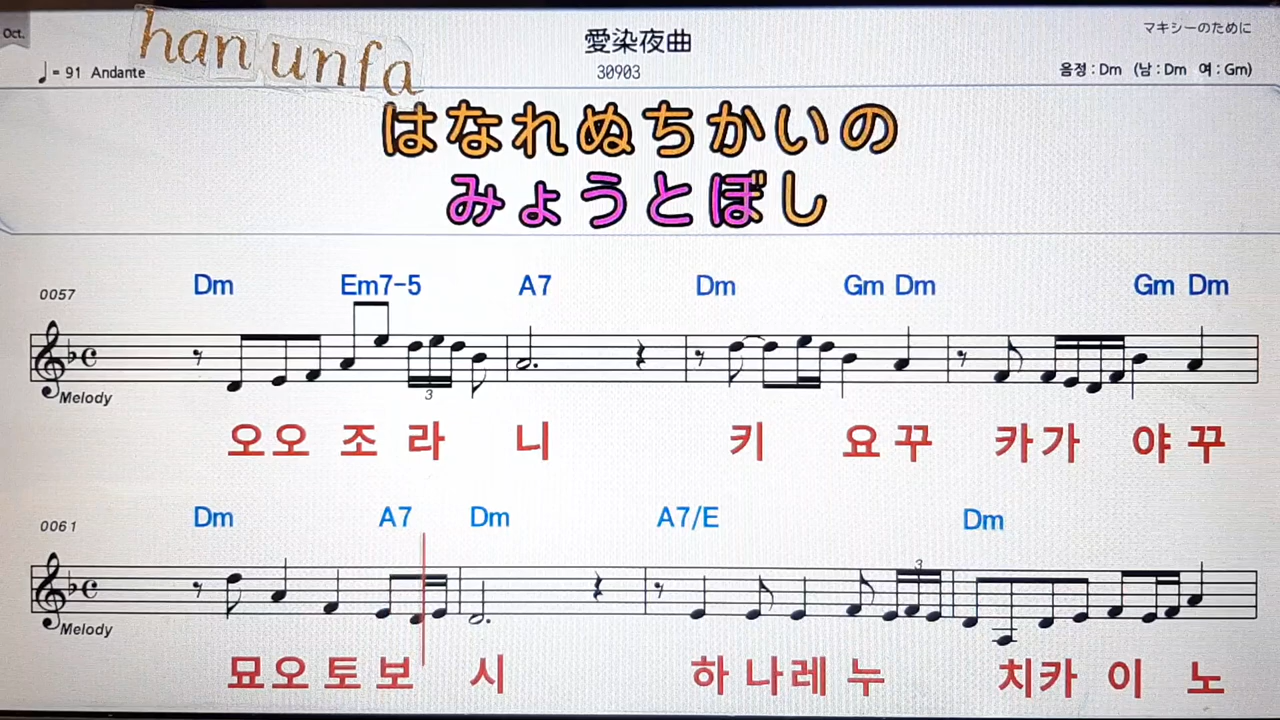 Oct.
han unfa
愛染夜曲
マキシーのために
♩= 91 Andante
30903
음정 : Dm (남 : Dm 여 : Gm)
はなれぬちかいの
みょうとぼし
Dm Em7-5 A7 Dm Gm Dm Gm Dm
0057
3
Melody
오오 조 라 니 키 요 꾸 카가 야 꾸
Dm A7 Dm A7/E Dm
0061
3
Melody
묘오토보 시 하 나레 누 치카 이 노